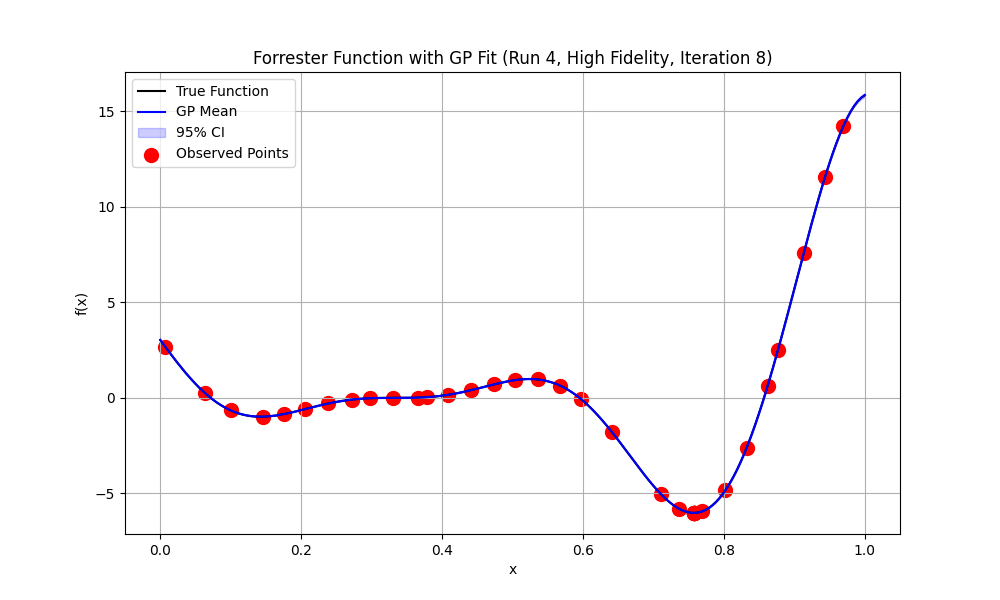 Forrester Function with GP Fit (Run 4, High Fidelity, Iteration 8)
True Function
GP Mean
95% CI
Observed Points
15
10
5
0
−5
f(x)
0.0 0.2 0.4 0.6 0.8 1.0
x